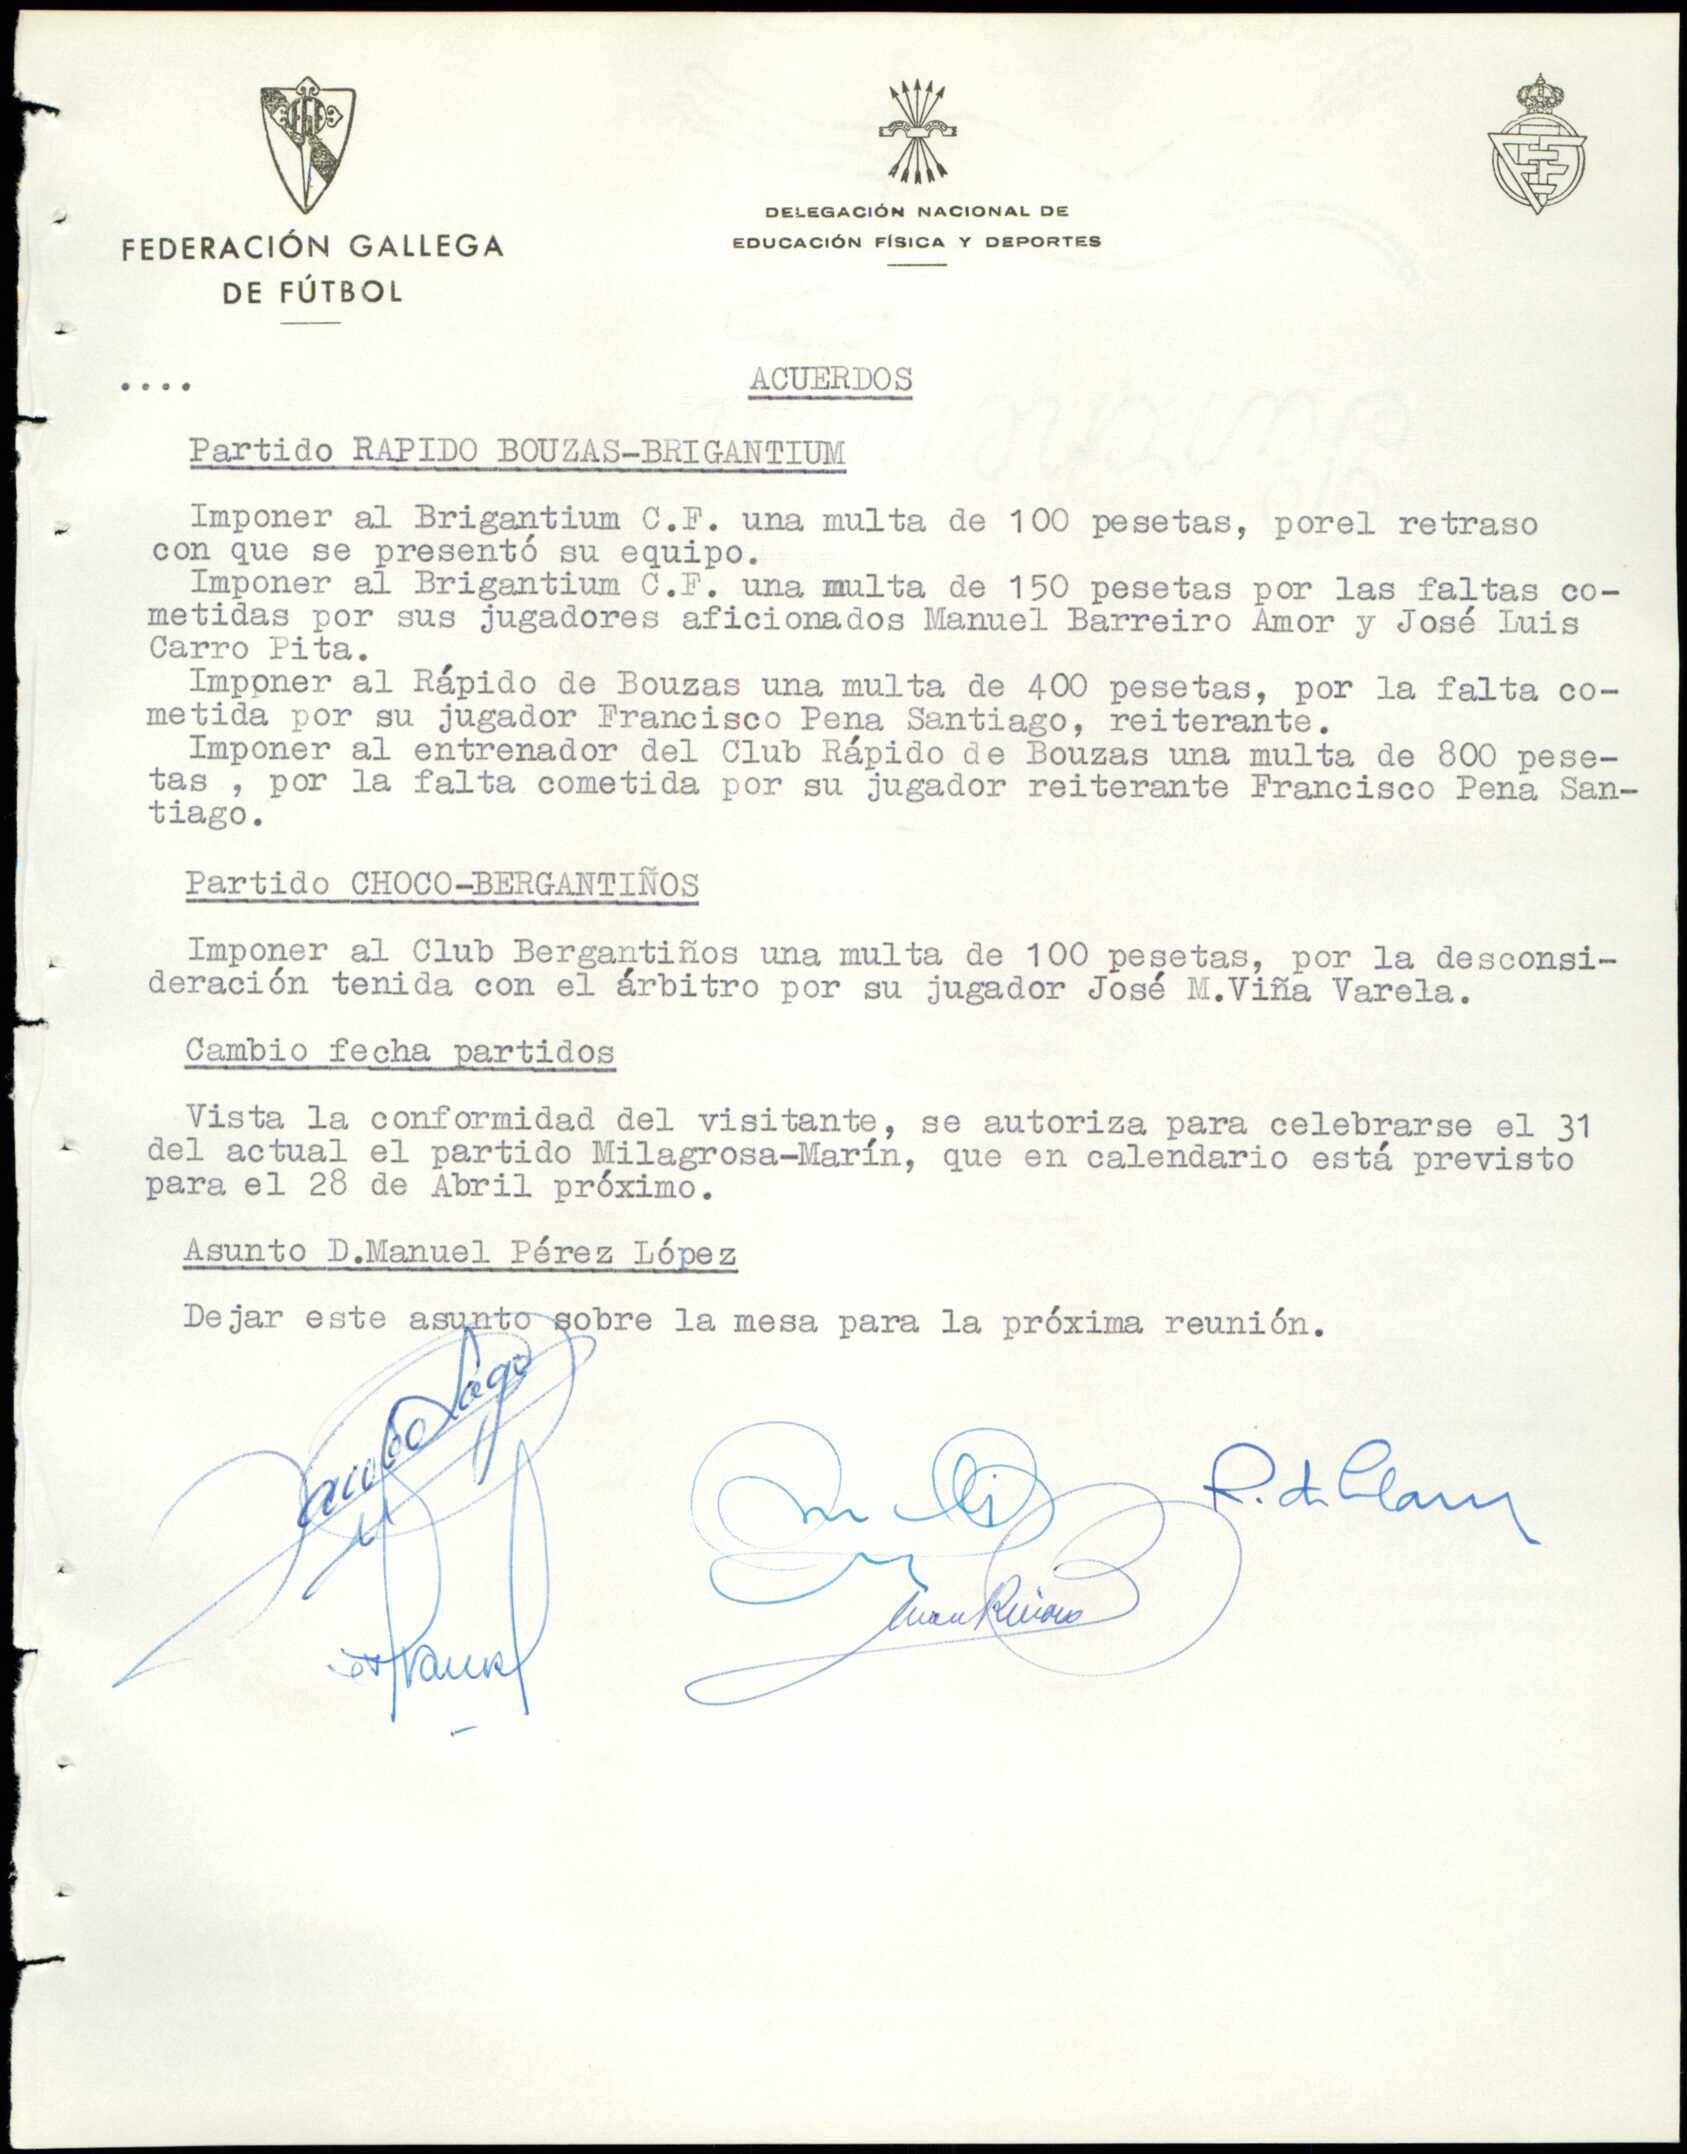 FEDERACIÓN GALLEGA
DE FÚTBOL
DELEGACIÓN NACIONAL DE
EDUCACIÓN FÍSICA Y DEPORTES
....
ACUERDOS
Partido RAPIDO BOUZAS-BRIGANTIUM
Imponer al Brigantium C.F. una multa de 100 pesetas, porel retraso
con que se presentó su equipo.
Imponer al Brigantium C.F. una multa de 150 pesetas por las faltas co-
metidas por sus jugadores aficionados Manuel Barreiro Amor y José Luis
Carro Pita.
Imponer al Rápido de Bouzas una multa de 400 pesetas, por la falta co-
metida por su jugador Francisco Pena Santiago, reiterante.
Imponer al entrenador del Club Rápido de Bouzas una multa de 800 pese-
tas , por la falta cometida por su jugador reiterante Francisco Pena San-
tiago.
Partido CHOCO-BERGANTIÑOS
Imponer al Club Bergantiños una multa de 100 pesetas, por la desconsi-
deración tenida con el árbitro por su jugador José M.Viña Varela.
Cambio fecha partidos
Vista la conformidad del visitante, se autoriza para celebrarse el 31
del actual el partido Milagrosa-Marín, que en calendario está previsto
para el 28 de Abril próximo.
Asunto D.Manuel Pérez López
Dejar este asunto sobre la mesa para la próxima reunión.
Lago
Juan Rivero